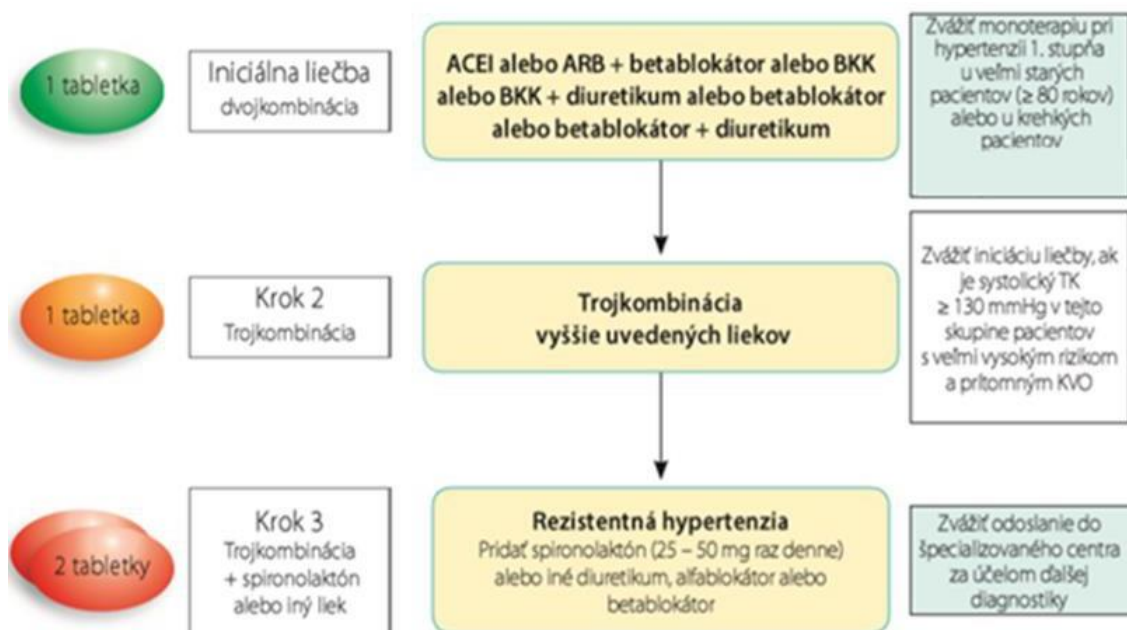 1 tabletka
Iniciálna liečba
dvojkombinácia
ACEI alebo ARB + betablokátor alebo BKK
alebo BKK + diuretikum alebo betablokátor
alebo betablokátor + diuretikum
Zvážiť monoterapiu pri
hypertenzii 1. stupňa
u veľmi starých
pacientov (≥ 80 rokov)
alebo u krehkých
pacientov
1 tabletka
Krok 2
Trojkombinácia
Trojkombinácia
vyššie uvedených liekov
Zvážiť iniciáciu liečby, ak
je systolický TK
≥ 130 mmHg v tejto
skupine pacientov
s veľmi vysokým rizikom
a prítomným KVO
2 tabletky
Krok 3
Trojkombinácia
+ spironolaktón
alebo iný liek
Rezistentná hypertenzia
Pridať spironolaktón (25 – 50 mg raz denne)
alebo iné diuretikum, alfablokátor alebo
betablokátor
Zvážiť odoslanie do
špecializovaného centra
za účelom ďalšej
diagnostiky